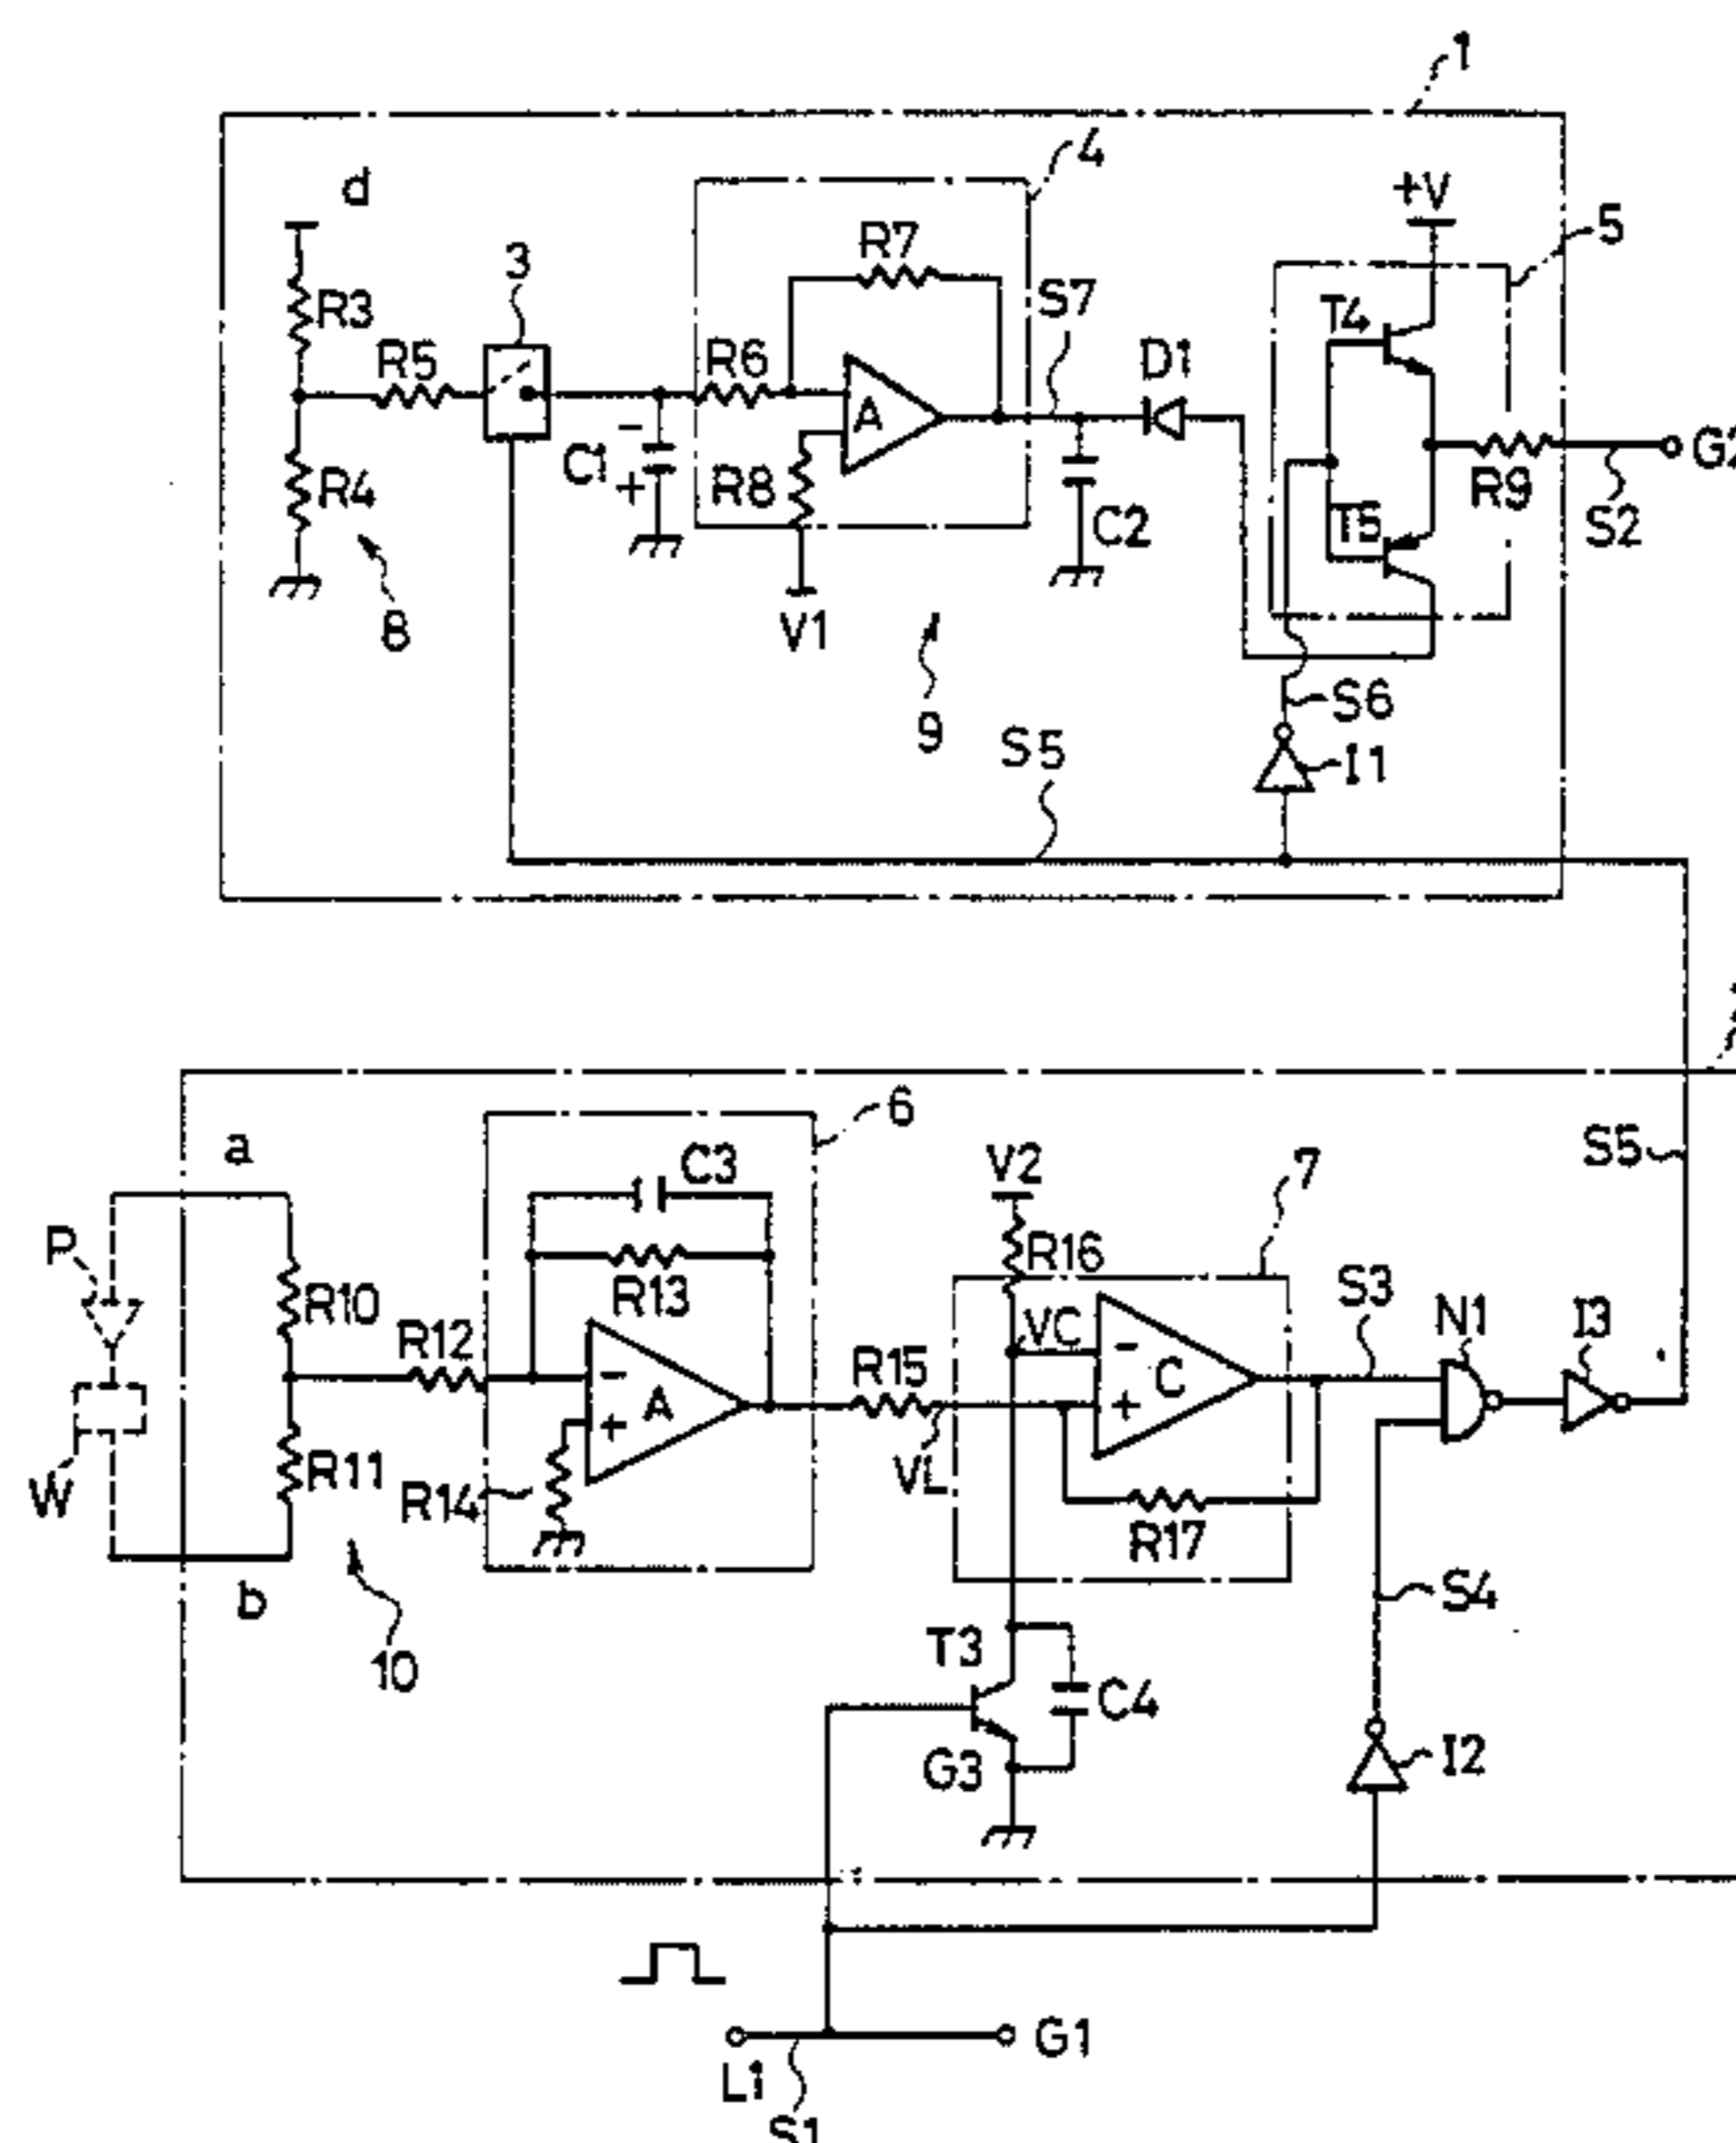 1
d
4
+V
5
3
R7
S7
T4
R3
R5
R6
D1
A
G2
C1
-
+
R4
R8
C2
T5
R9
S2
8
V1
9
S6
S5
I1
6
a
C3
V2
7
S5
P
R16
R10
R13
S3
N1
I3
R12
VC
-
R15
-
C
A
+
+
W
R11
R14
VL
R17
b
S4
10
T3
C4
G3
I2
L1
G1
S1